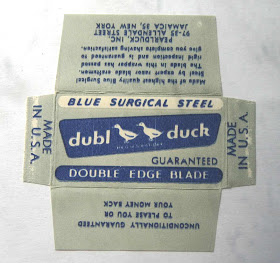 Made of the highest quality Blue Surgical
Steel by master razor blade craftsmen.
The blade in this wrapper has passed
rigid inspection and is guaranteed to
give you complete shaving satisfaction.
PEARLDUCK, INC.
97-35 ALLENDALE STREET
JAMAICA 35, NEW YORK
MADE
IN U.S.A.
BLUE SURGICAL STEEL
dubl duck
GUARANTEED
DOUBLE EDGE BLADE
MADE
IN U.S.A.
UNCONDITIONALLY GUARANTEED
TO PLEASE YOU OR
YOUR MONEY BACK